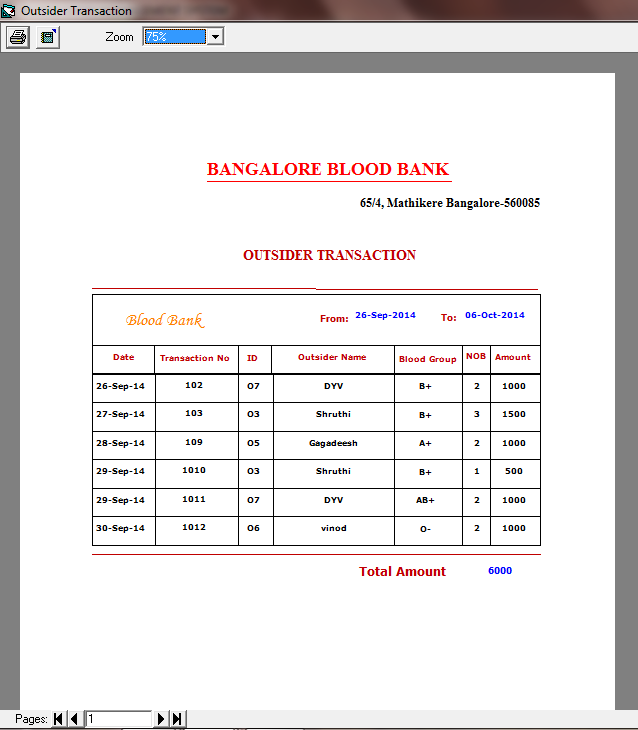 Outsider Transaction
Zoom 75%
BANGALORE BLOOD BANK
65/4, Mathikere Bangalore-560085
OUTSIDER TRANSACTION
Blood Bank From: 26-Sep-2014 To: 06-Oct-2014
Date Transaction No ID Outsider Name Blood Group NOB Amount
26-Sep-14 102 O7 DYV B+ 2 1000
27-Sep-14 103 O3 Shruthi B+ 3 1500
28-Sep-14 109 O5 Gagadeesh A+ 2 1000
29-Sep-14 1010 O3 Shruthi B+ 1 500
29-Sep-14 1011 O7 DYV AB+ 2 1000
30-Sep-14 1012 O6 vinod O- 2 1000
Total Amount 6000
Pages: 1